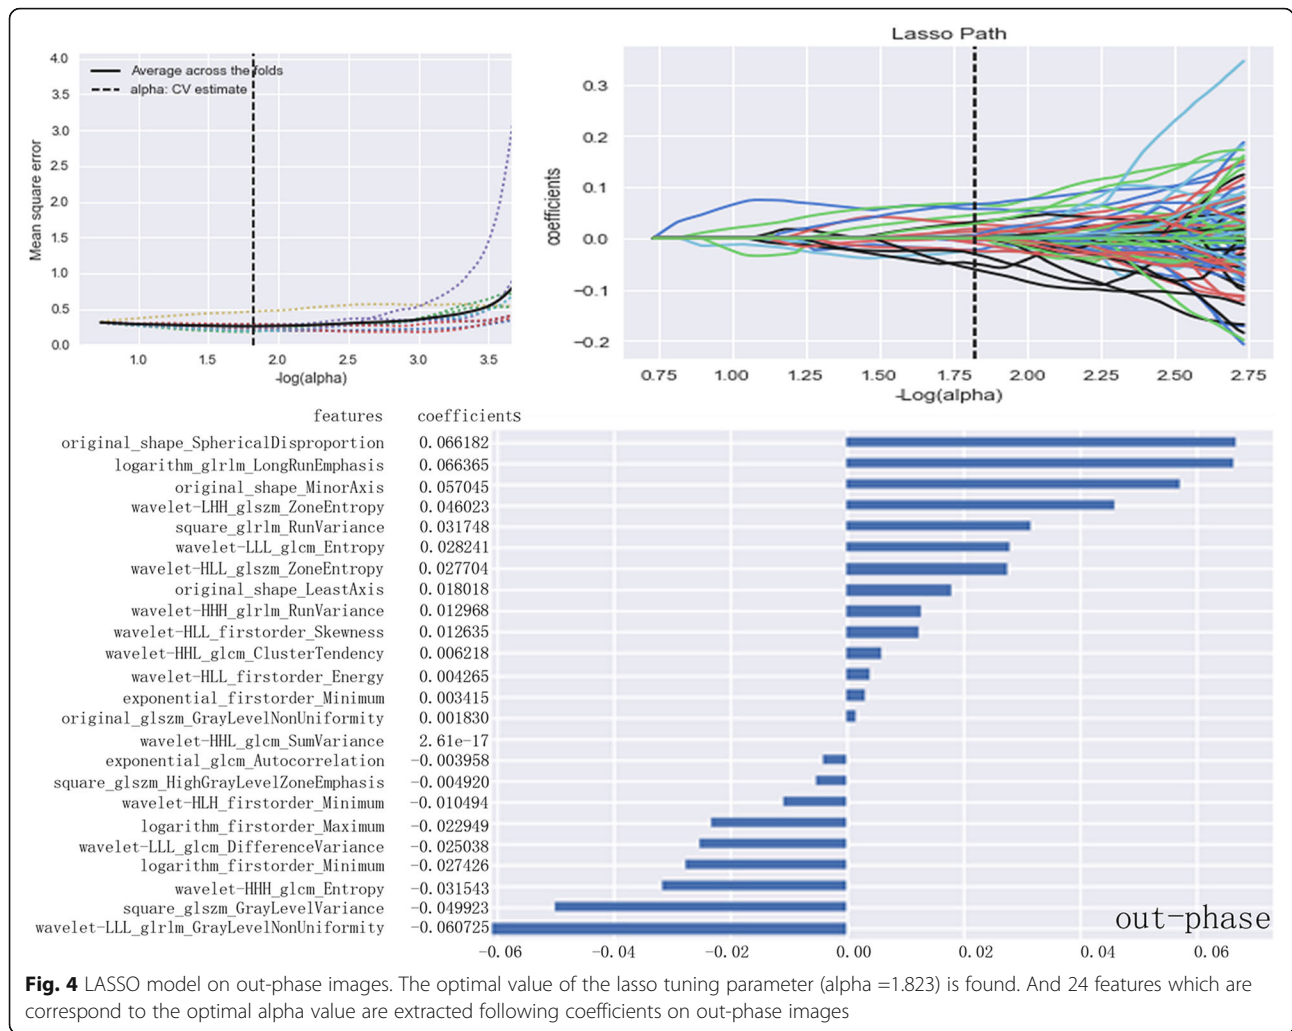 Lasso Path
4.0
3.5
3.0
2.5
2.0
1.5
1.0
0.5
0.0
Mean square error
Average across the folds
alpha: CV estimate
1.0 1.5 2.0 2.5 3.0 3.5
-log(alpha)
0.3
0.2
0.1
0.0
−0.1
−0.2
coefficients
0.75 1.00 1.25 1.50 1.75 2.00 2.25 2.50 2.75
-Log(alpha)
features coefficients
original_shape_SphericalDisproportion 0.066182
logarithm_glrlm_LongRunEmphasis 0.066365
original_shape_MinorAxis 0.057045
wavelet-LHH_glszm_ZoneEntropy 0.046023
square_glrlm_RunVariance 0.031748
wavelet-LLL_glcm_Entropy 0.028241
wavelet-HLL_glszm_ZoneEntropy 0.027704
original_shape_LeastAxis 0.018018
wavelet-HHH_glrlm_RunVariance 0.012968
wavelet-HLL_firstorder_Skewness 0.012635
wavelet-HHL_glcm_ClusterTendency 0.006218
wavelet-HLL_firstorder_Energy 0.004265
exponential_firstorder_Minimum 0.003415
original_glszm_GrayLevelNonUniformity 0.001830
wavelet-HHL_glcm_SumVariance 2.61e-17
exponential_glcm_Autocorrelation -0.003958
square_glszm_HighGrayLevelZoneEmphasis -0.004920
wavelet-HLH_firstorder_Minimum -0.010494
logarithm_firstorder_Maximum -0.022949
wavelet-LLL_glcm_DifferenceVariance -0.025038
logarithm_firstorder_Minimum -0.027426
wavelet-HHH_glcm_Entropy -0.031543
square_glszm_GrayLevelVariance -0.049923
wavelet-LLL_glrlm_GrayLevelNonUniformity -0.060725
out-phase
-0.06 -0.04 -0.02 0.00 0.02 0.04 0.06
Fig. 4 LASSO model on out-phase images. The optimal value of the lasso tuning parameter (alpha =1.823) is found. And 24 features which are
correspond to the optimal alpha value are extracted following coefficients on out-phase images